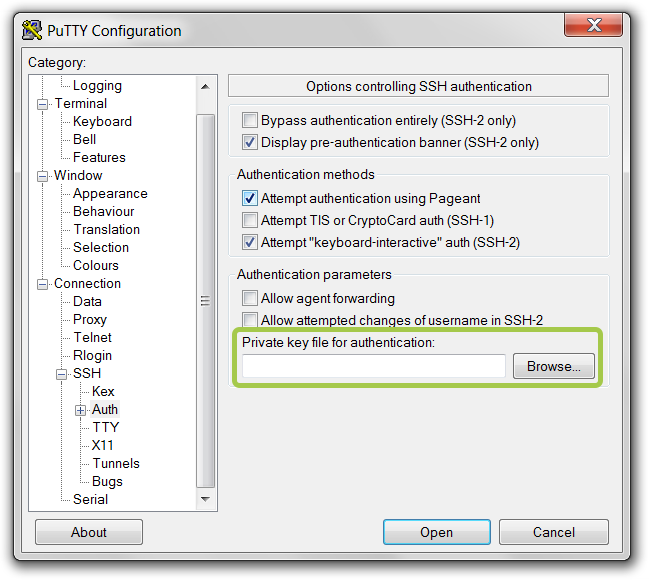 PuTTY Configuration
Category:
Logging
Terminal
Keyboard
Bell
Features
Window
Appearance
Behaviour
Translation
Selection
Colours
Connection
Data
Proxy
Telnet
Rlogin
SSH
Kex
Auth
TTY
X11
Tunnels
Bugs
Serial
Options controlling SSH authentication
Bypass authentication entirely (SSH-2 only)
Display pre-authentication banner (SSH-2 only)
Authentication methods
Attempt authentication using Pageant
Attempt TIS or CryptoCard auth (SSH-1)
Attempt "keyboard-interactive" auth (SSH-2)
Authentication parameters
Allow agent forwarding
Allow attempted changes of username in SSH-2
Private key file for authentication:
Browse...
About
Open
Cancel